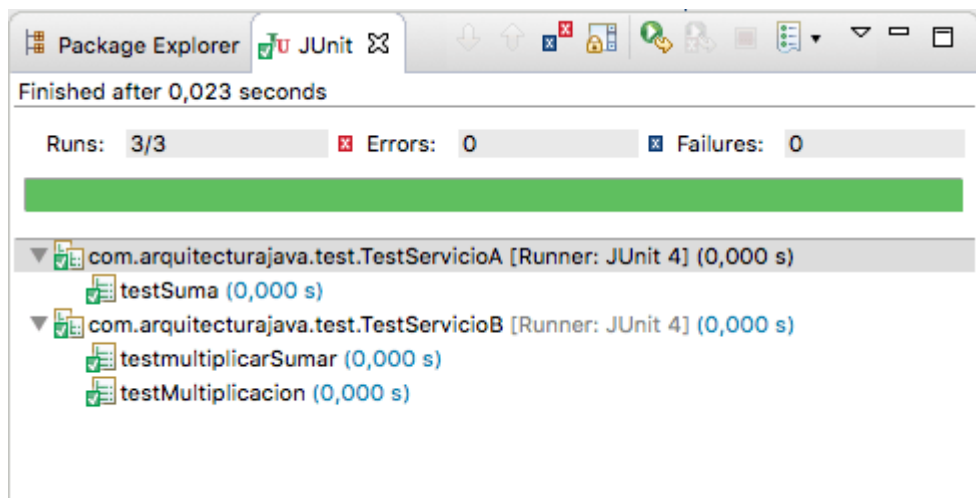 Package Explorer JUnit
Finished after 0,023 seconds
Runs: 3/3 Errors: 0 Failures: 0
com.arquitecturajava.test.TestServicioA [Runner: JUnit 4] (0,000 s)
testSuma (0,000 s)
com.arquitecturajava.test.TestServicioB [Runner: JUnit 4] (0,000 s)
testmultiplicarSumar (0,000 s)
testMultiplicacion (0,000 s)